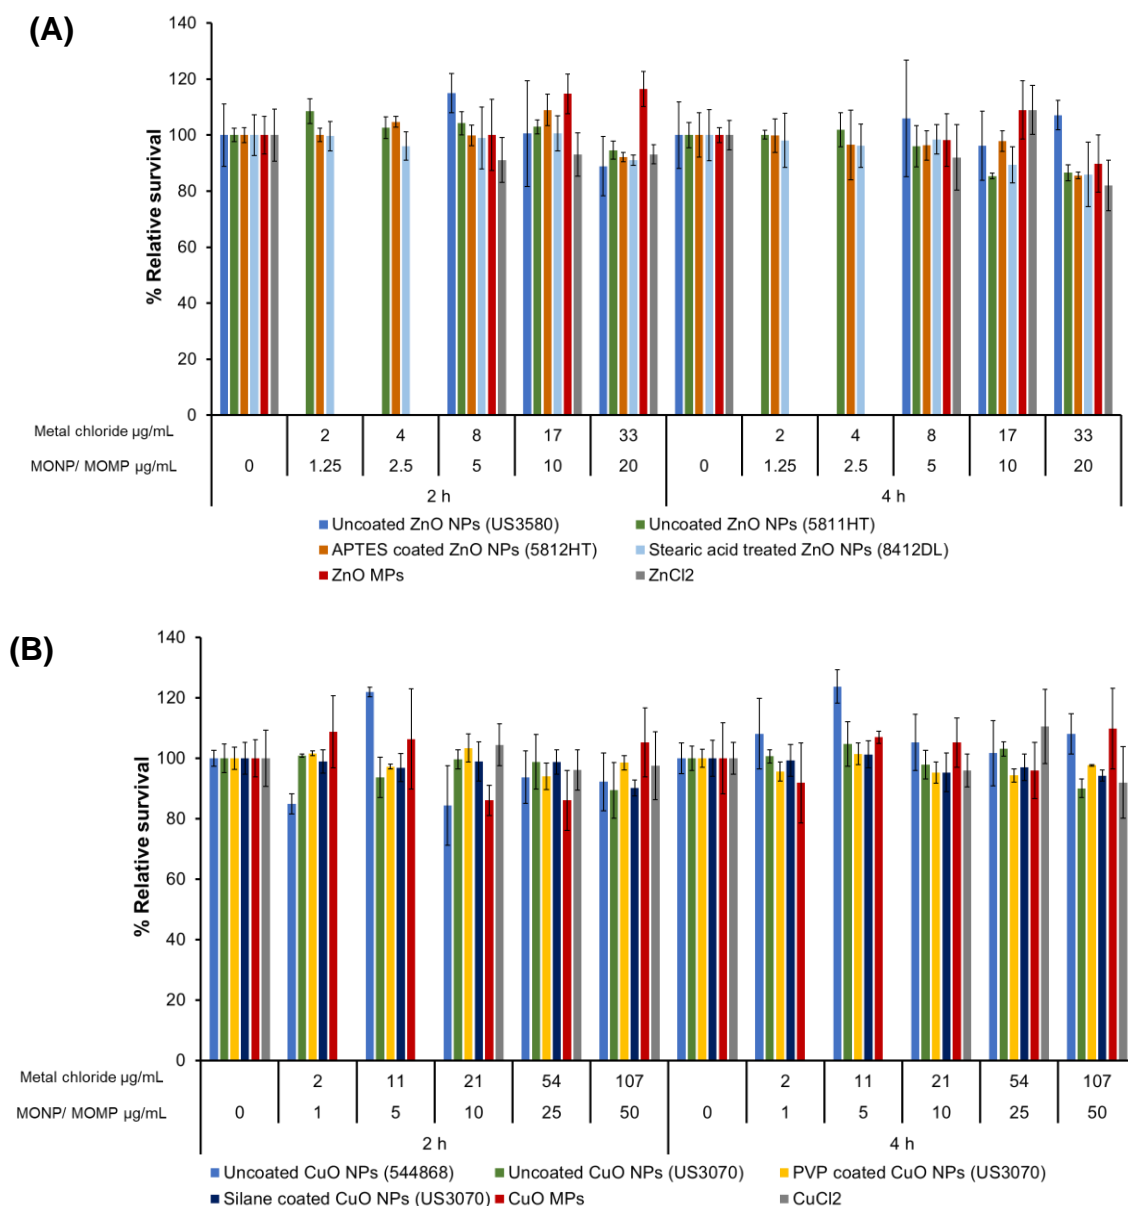 (A)
140
120
100
80
60
40
20
0
% Relative survival
Metal chloride µg/mL 2 4 8 17 33 2 4 8 17 33
MONP/ MOMP µg/mL 0 1.25 2.5 5 10 20 0 1.25 2.5 5 10 20
2 h 4 h
Uncoated ZnO NPs (US3580) Uncoated ZnO NPs (5811HT)
APTES coated ZnO NPs (5812HT) Stearic acid treated ZnO NPs (8412DL)
ZnO MPs ZnCl2
(B)
140
120
100
80
60
40
20
0
% Relative survival
Metal chloride µg/mL 2 11 21 54 107 2 11 21 54 107
MONP/ MOMP µg/mL 0 1 5 10 25 50 0 1 5 10 25 50
2 h 4 h
Uncoated CuO NPs (544868) Uncoated CuO NPs (US3070) PVP coated CuO NPs (US3070)
Silane coated CuO NPs (US3070) CuO MPs CuCl2